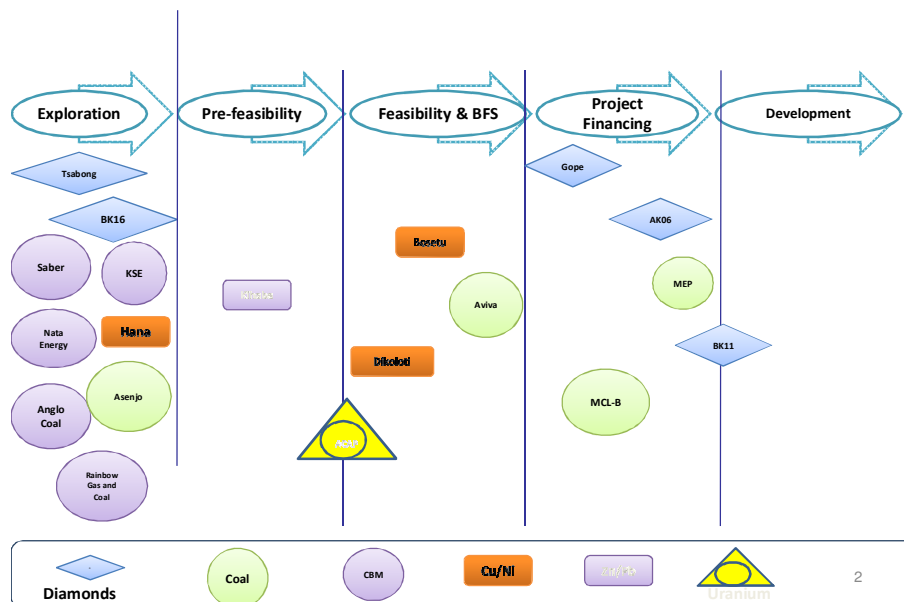 Exploration
Pre-feasibility
Feasibility & BFS
Project
Financing
Development
Tsabong
Gope
BK16
AK06
Saber
KSE
Bosetu
MEP
Aviva
Nata
Energy
Hana
BK11
Dikoloti
Asenjo
MCL-B
Anglo
Coal
Rainbow
Gas and
Coal
Diamonds
Coal
CBM
Cu/Ni
Uranium
2